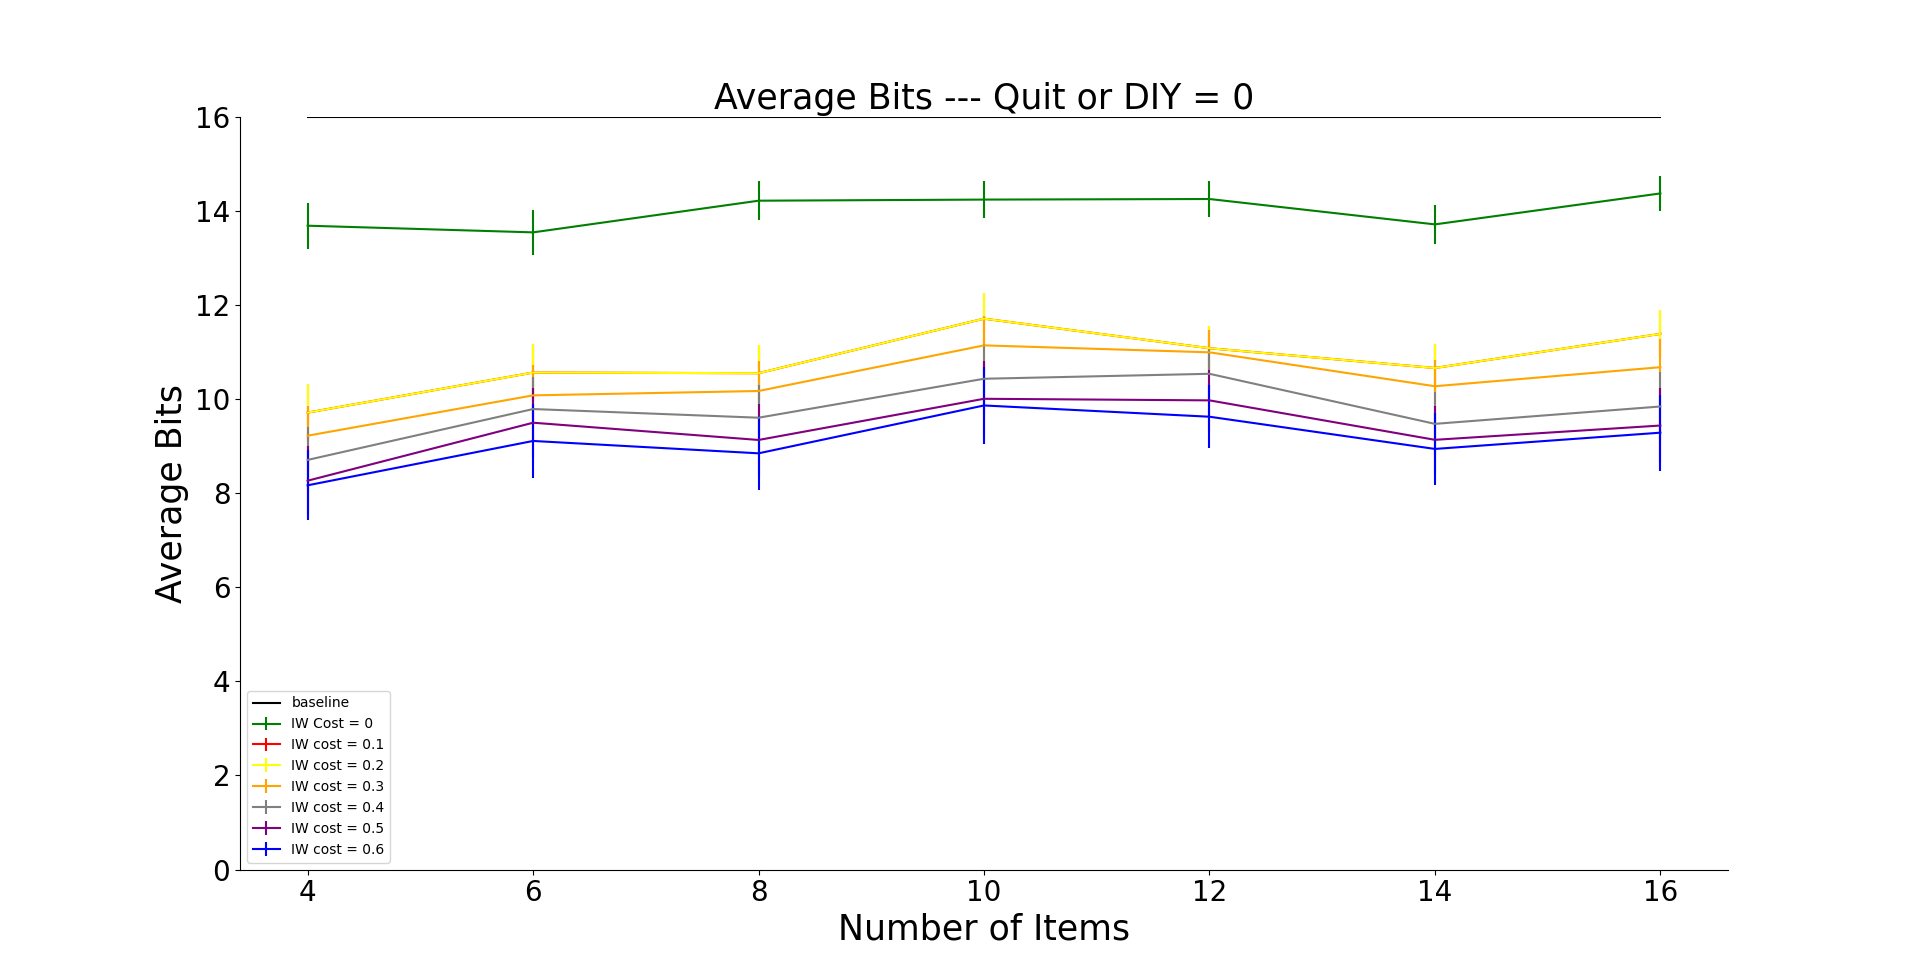 Average Bits --- Quit or DIY = 0
Average Bits
16
14
12
10
8
6
4
2
0
baseline
IW Cost = 0
IW cost = 0.1
IW cost = 0.2
IW cost = 0.3
IW cost = 0.4
IW cost = 0.5
IW cost = 0.6
4 6 8 10 12 14 16
Number of Items